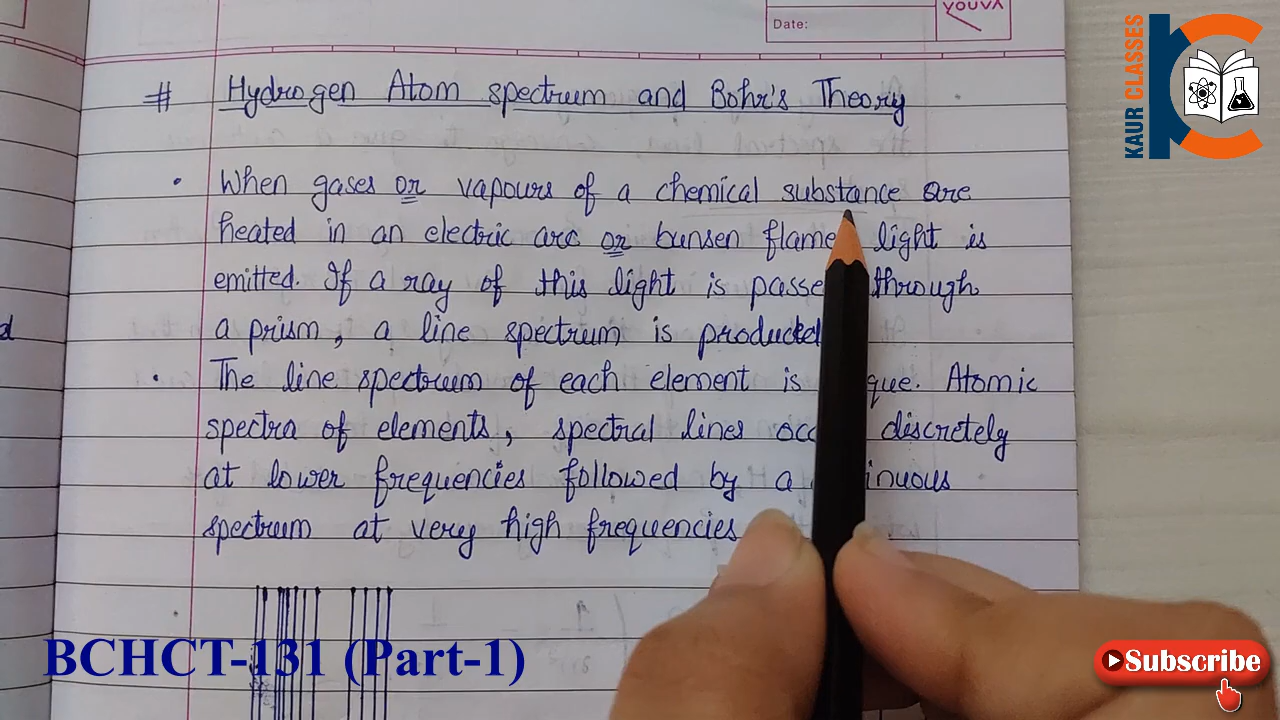 YOUVA
Date:
KAUR CLASSES
# Hydrogen Atom spectrum and Bohr's Theory
• When gases or vapours of a chemical substance are
heated in an electric arc or bunsen flame light is
emitted. If a ray of this light is passe through
a prism, a line spectrum is producted
d
• The line spectrum of each element is que. Atomic
spectra of elements, spectral lines occ discretely
at lower frequencies followed by a inuous
spectrum at very high frequencies
BCHCT-131 (Part-1)
Subscribe